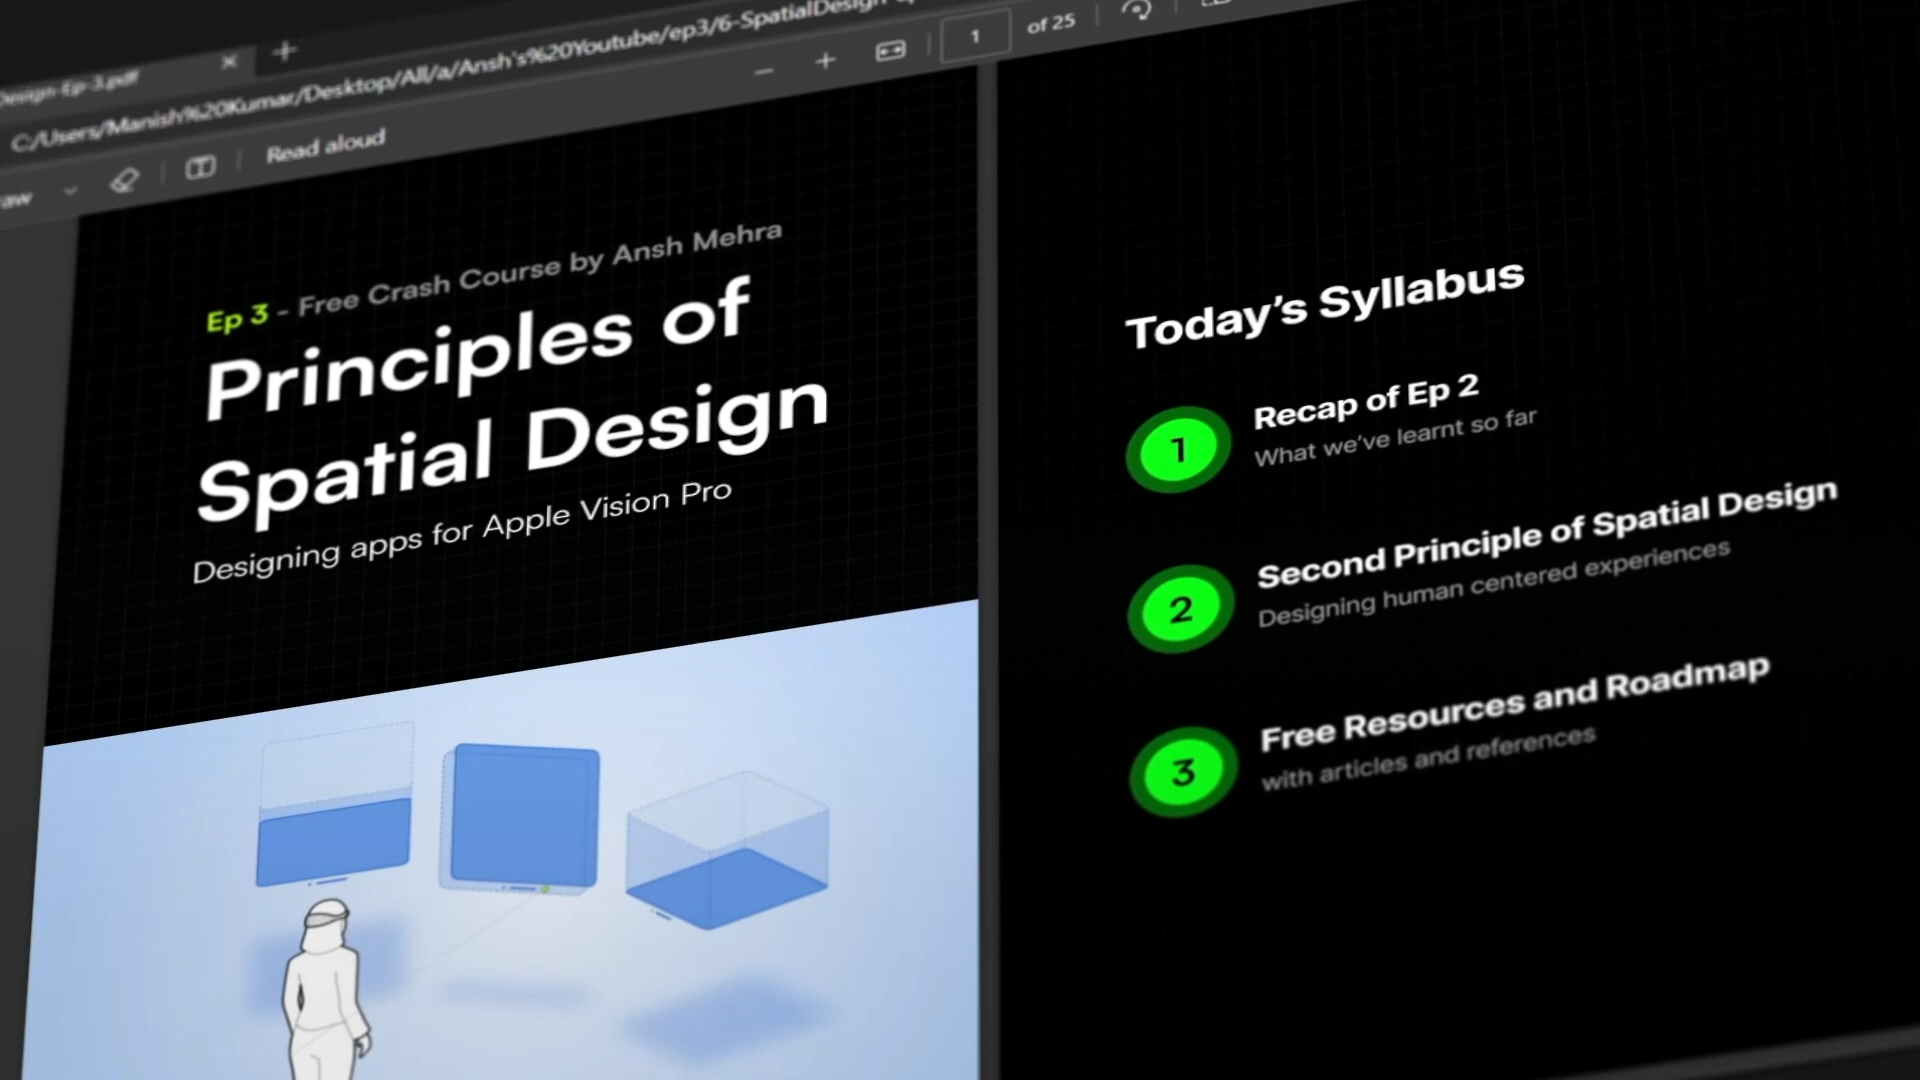 Design-Ep-3.pdf
C:/Users/Manish%20Kumar/Desktop/All/a/Ansh's%20Youtube/ep3/6-SpatialDesign-
1 of 25
aw
Read aloud
Ep 3 - Free Crash Course by Ansh Mehra
Principles of
Spatial Design
Designing apps for Apple Vision Pro
Today's Syllabus
1
Recap of Ep 2
What we've learnt so far
2
Second Principle of Spatial Design
Designing human centered experiences
3
Free Resources and Roadmap
with articles and references